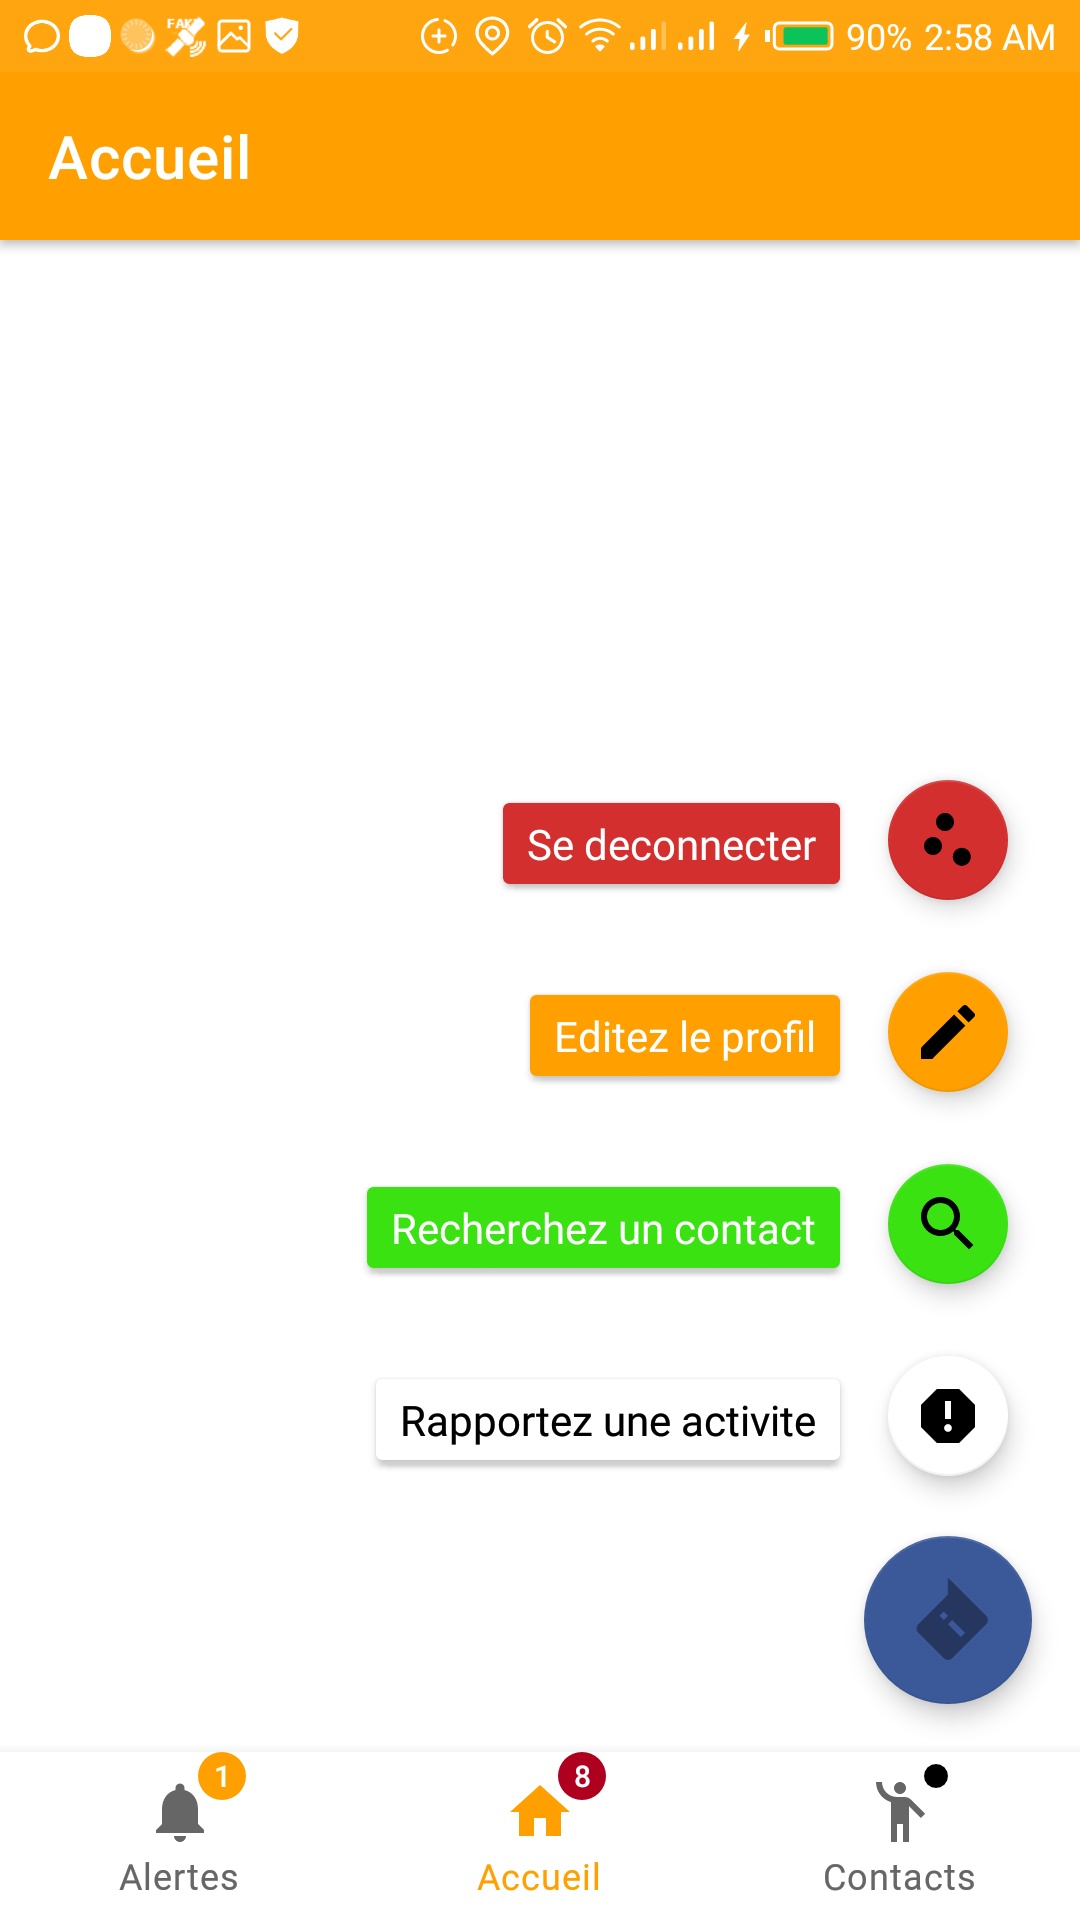 FAKE
90% 2:58 AM
Accueil
Se deconnecter
Editez le profil
Recherchez un contact
Rapportez une activite
1
8
Alertes
Accueil
Contacts